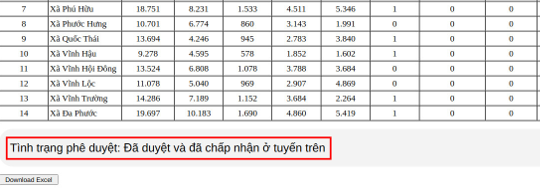 7 Xã Phú Hữu 18.751 8.231 1.533 4.511 5.346 1 0 0
8 Xã Phước Hưng 10.701 6.774 860 3.143 1.991 0 0 0
9 Xã Quốc Thái 13.694 4.246 945 2.783 3.840 1 0 0
10 Xã Vĩnh Hậu 9.278 4.595 578 1.852 1.602 1 0 0
11 Xã Vĩnh Hội Đông 13.524 6.808 1.078 3.788 3.684 0 0 0
12 Xã Vĩnh Lộc 11.078 5.040 969 2.907 4.869 0 0 0
13 Xã Vĩnh Trường 14.286 7.189 1.152 3.684 2.264 1 0 0
14 Xã Đa Phước 19.697 10.183 1.690 4.860 5.419 1 0 0
Tình trạng phê duyệt: Đã duyệt và đã chấp nhận ở tuyến trên
Download Excel